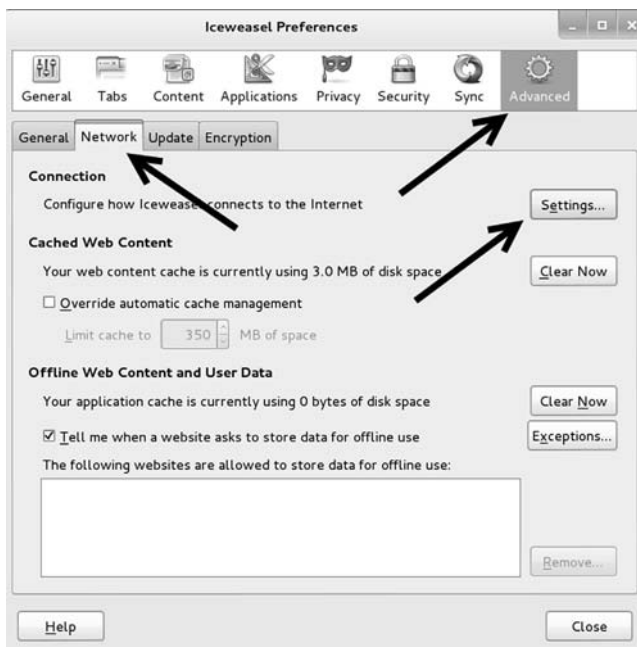 Iceweasel Preferences
General Tabs Content Applications Privacy Security Sync Advanced
General Network Update Encryption
Connection
Configure how Iceweasel connects to the Internet
Settings...
Cached Web Content
Your web content cache is currently using 3.0 MB of disk space
Clear Now
Override automatic cache management
Limit cache to 350 MB of space
Offline Web Content and User Data
Your application cache is currently using 0 bytes of disk space
Clear Now
Tell me when a website asks to store data for offline use
Exceptions...
The following websites are allowed to store data for offline use:
Remove...
Help
Close